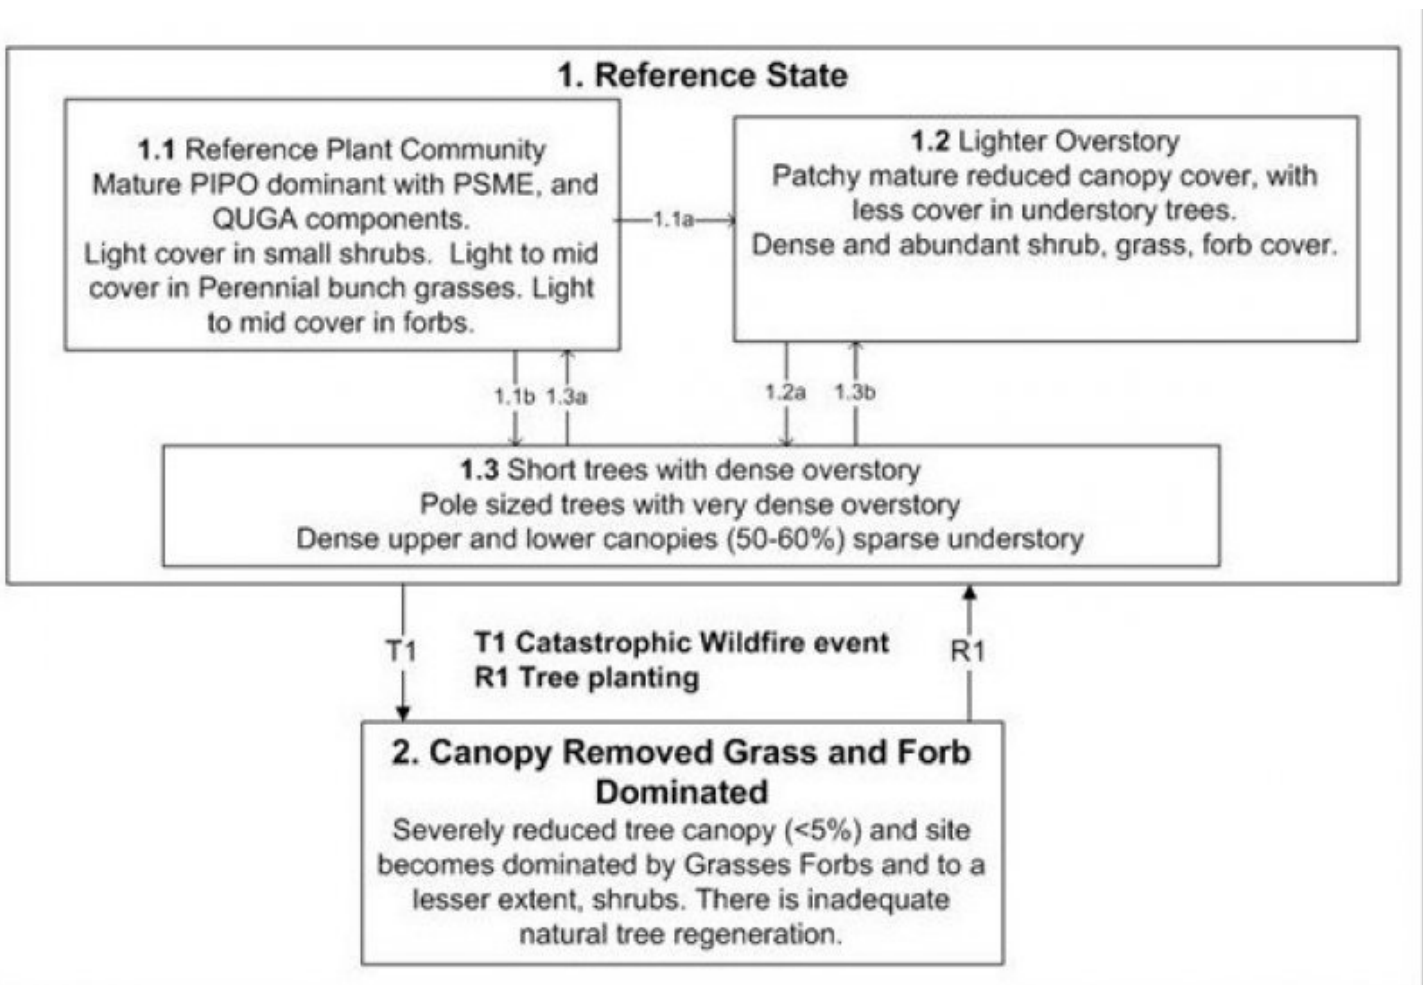 1. Reference State
1.1 Reference Plant Community
Mature PIPO dominant with PSME, and
QUGA components.
Light cover in small shrubs. Light to mid
cover in Perennial bunch grasses. Light
to mid cover in forbs.
1.1a
1.2 Lighter Overstory
Patchy mature reduced canopy cover, with
less cover in understory trees.
Dense and abundant shrub, grass, forb cover.
1.1b 1.3a
1.2a 1.3b
1.3 Short trees with dense overstory
Pole sized trees with very dense overstory
Dense upper and lower canopies (50-60%) sparse understory
T1
T1 Catastrophic Wildfire event
R1 Tree planting
R1
2. Canopy Removed Grass and Forb
Dominated
Severely reduced tree canopy (<5%) and site
becomes dominated by Grasses Forbs and to a
lesser extent, shrubs. There is inadequate
natural tree regeneration.